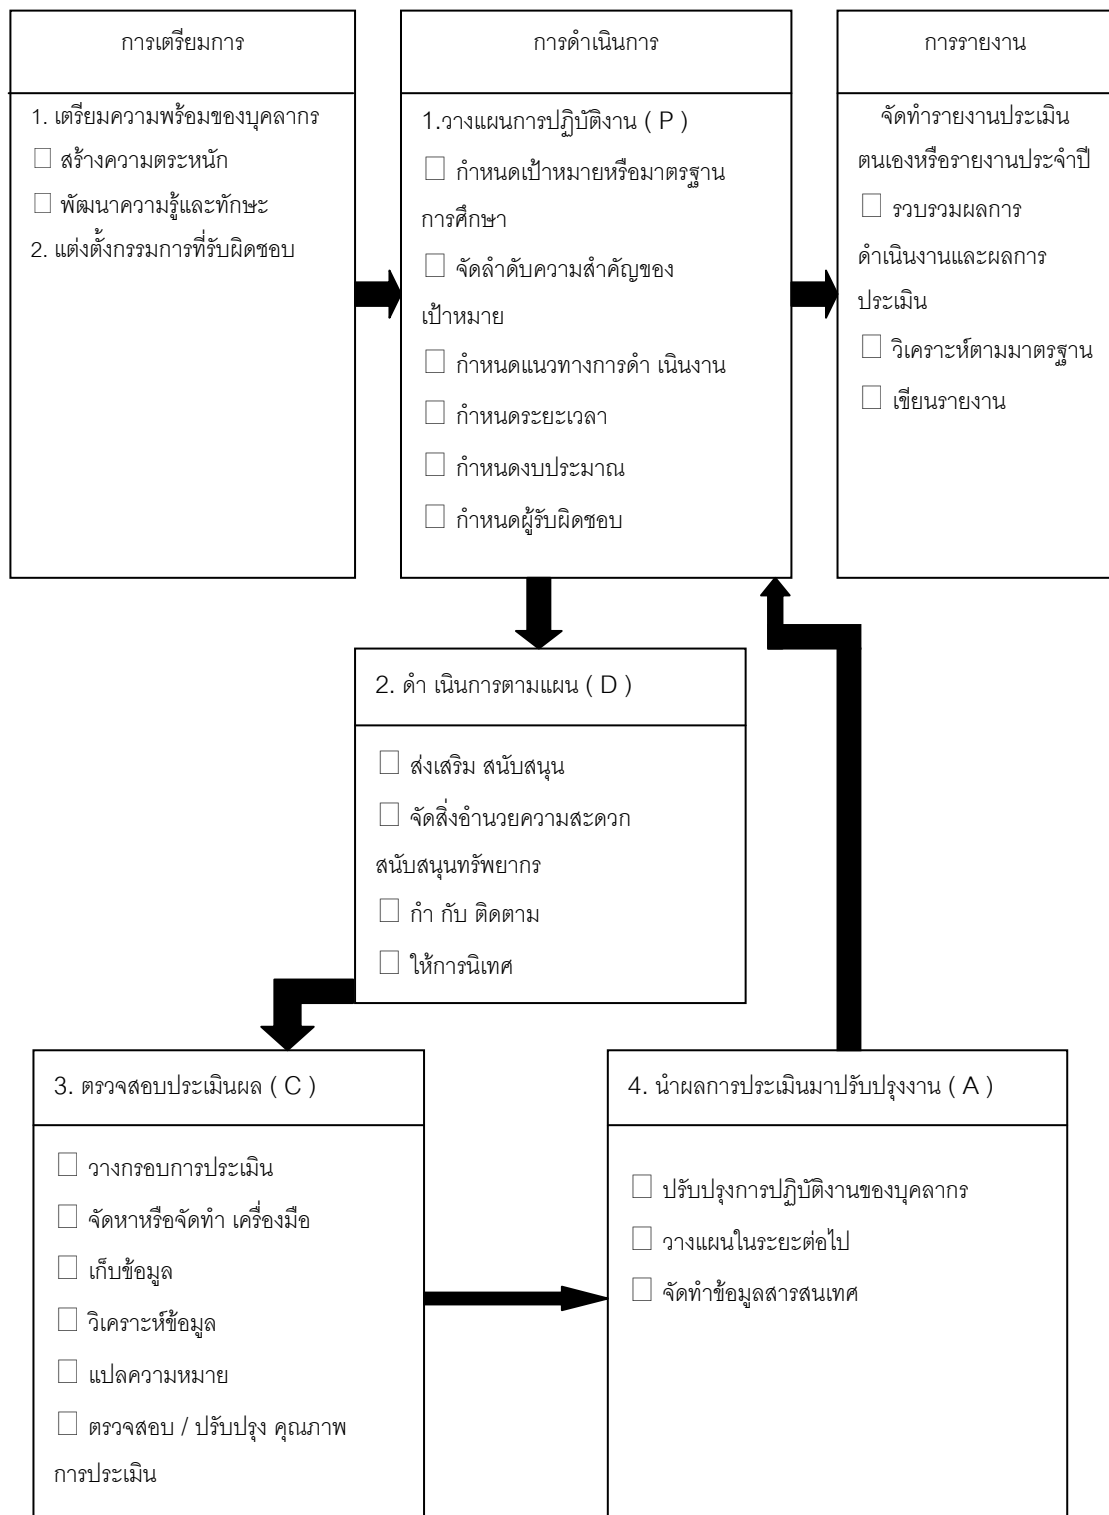 การเตรียมการ
1. เตรียมความพร้อมของบุคลากร
□ สร้างความตระหนัก
□ พัฒนาความรู้และทักษะ
2. แต่งตั้งกรรมการที่รับผิดชอบ
การดำเนินการ
1.วางแผนการปฏิบัติงาน ( P )
□ กำหนดเป้าหมายหรือมาตรฐาน
การศึกษา
□ จัดลำดับความสำคัญของ
เป้าหมาย
□ กำหนดแนวทางการดำ เนินงาน
□ กำหนดระยะเวลา
□ กำหนดงบประมาณ
□ กำหนดผู้รับผิดชอบ
การรายงาน
จัดทำรายงานประเมิน
ตนเองหรือรายงานประจำปี
□ รวบรวมผลการ
ดำเนินงานและผลการ
ประเมิน
□ วิเคราะห์ตามมาตรฐาน
□ เขียนรายงาน
2. ดำ เนินการตามแผน ( D )
□ ส่งเสริม สนับสนุน
□ จัดสิ่งอำนวยความสะดวก
สนับสนุนทรัพยากร
□ กำ กับ ติดตาม
□ ให้การนิเทศ
3. ตรวจสอบประเมินผล ( C )
□ วางกรอบการประเมิน
□ จัดหาหรือจัดทำ เครื่องมือ
□ เก็บข้อมูล
□ วิเคราะห์ข้อมูล
□ แปลความหมาย
□ ตรวจสอบ / ปรับปรุง คุณภาพ
การประเมิน
4. นำผลการประเมินมาปรับปรุงงาน ( A )
□ ปรับปรุงการปฏิบัติงานของบุคลากร
□ วางแผนในระยะต่อไป
□ จัดทำข้อมูลสารสนเทศ